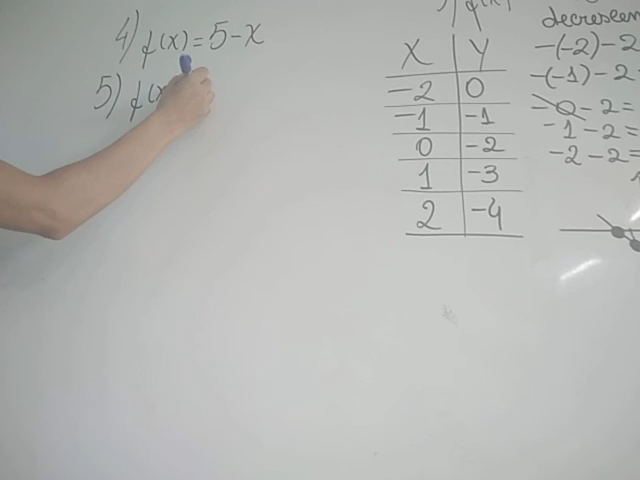 4) f(x) = 5 - x
5) f(x
3) f(x)
X | Y
-2 | 0
-1 | -1
0 | -2
1 | -3
2 | -4
-(-2) - 2
-(-1) - 2
-0 - 2 =
-1 - 2 =
-2 - 2 =